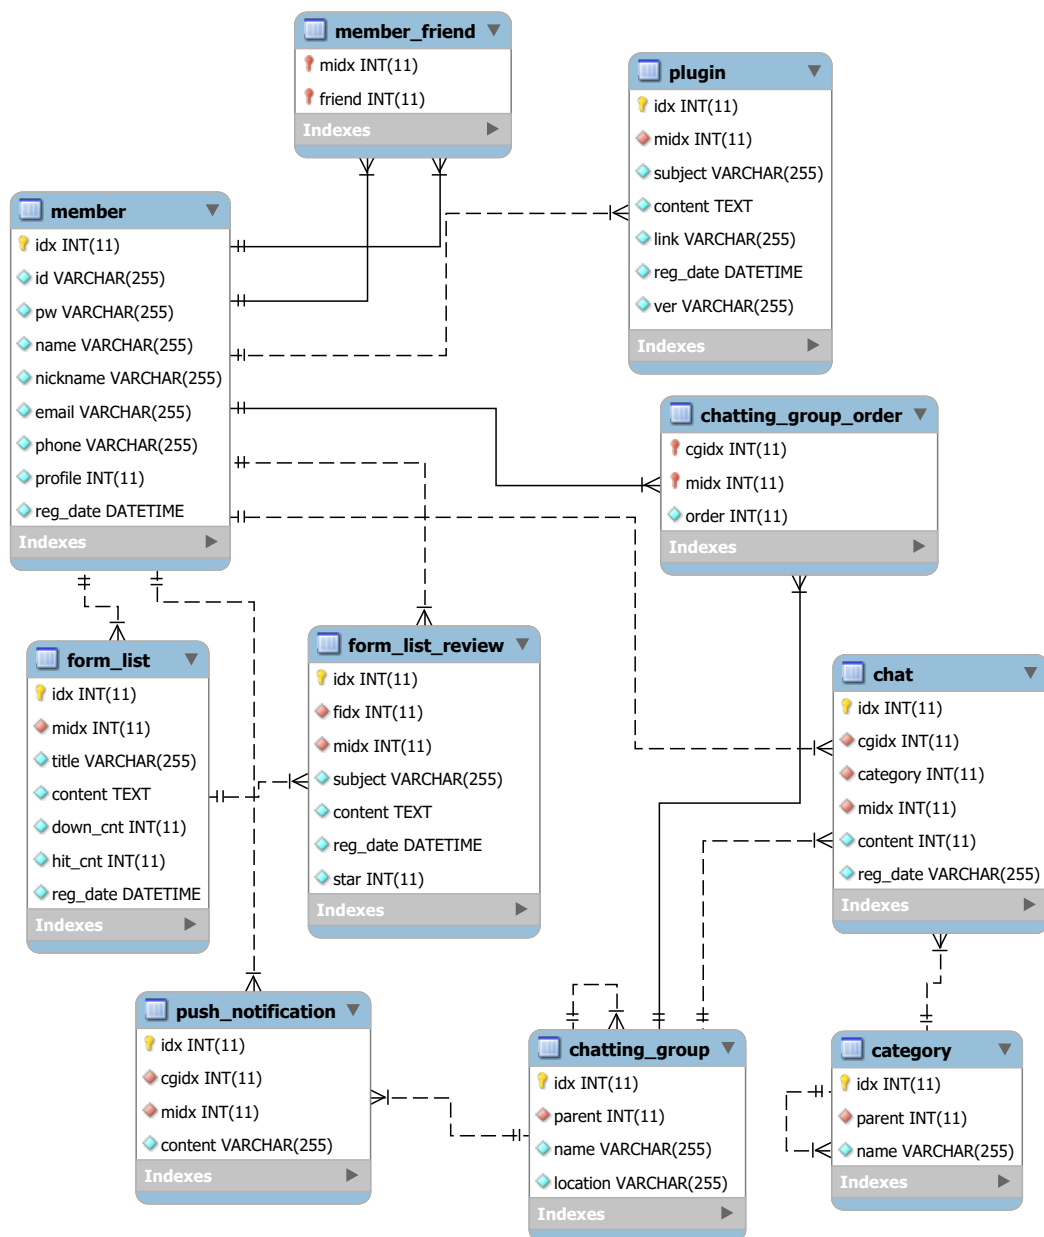 member_friend
midx INT(11)
friend INT(11)
Indexes
plugin
idx INT(11)
midx INT(11)
subject VARCHAR(255)
content TEXT
link VARCHAR(255)
reg_date DATETIME
ver VARCHAR(255)
Indexes
member
idx INT(11)
id VARCHAR(255)
pw VARCHAR(255)
name VARCHAR(255)
nickname VARCHAR(255)
email VARCHAR(255)
phone VARCHAR(255)
profile INT(11)
reg_date DATETIME
Indexes
chatting_group_order
cgidx INT(11)
midx INT(11)
order INT(11)
Indexes
form_list
idx INT(11)
midx INT(11)
title VARCHAR(255)
content TEXT
down_cnt INT(11)
hit_cnt INT(11)
reg_date DATETIME
Indexes
form_list_review
idx INT(11)
fidx INT(11)
midx INT(11)
subject VARCHAR(255)
content TEXT
reg_date DATETIME
star INT(11)
Indexes
chat
idx INT(11)
cgidx INT(11)
category INT(11)
midx INT(11)
content INT(11)
reg_date VARCHAR(255)
Indexes
push_notification
idx INT(11)
cgidx INT(11)
midx INT(11)
content VARCHAR(255)
Indexes
chatting_group
idx INT(11)
parent INT(11)
name VARCHAR(255)
location VARCHAR(255)
Indexes
category
idx INT(11)
parent INT(11)
name VARCHAR(255)
Indexes